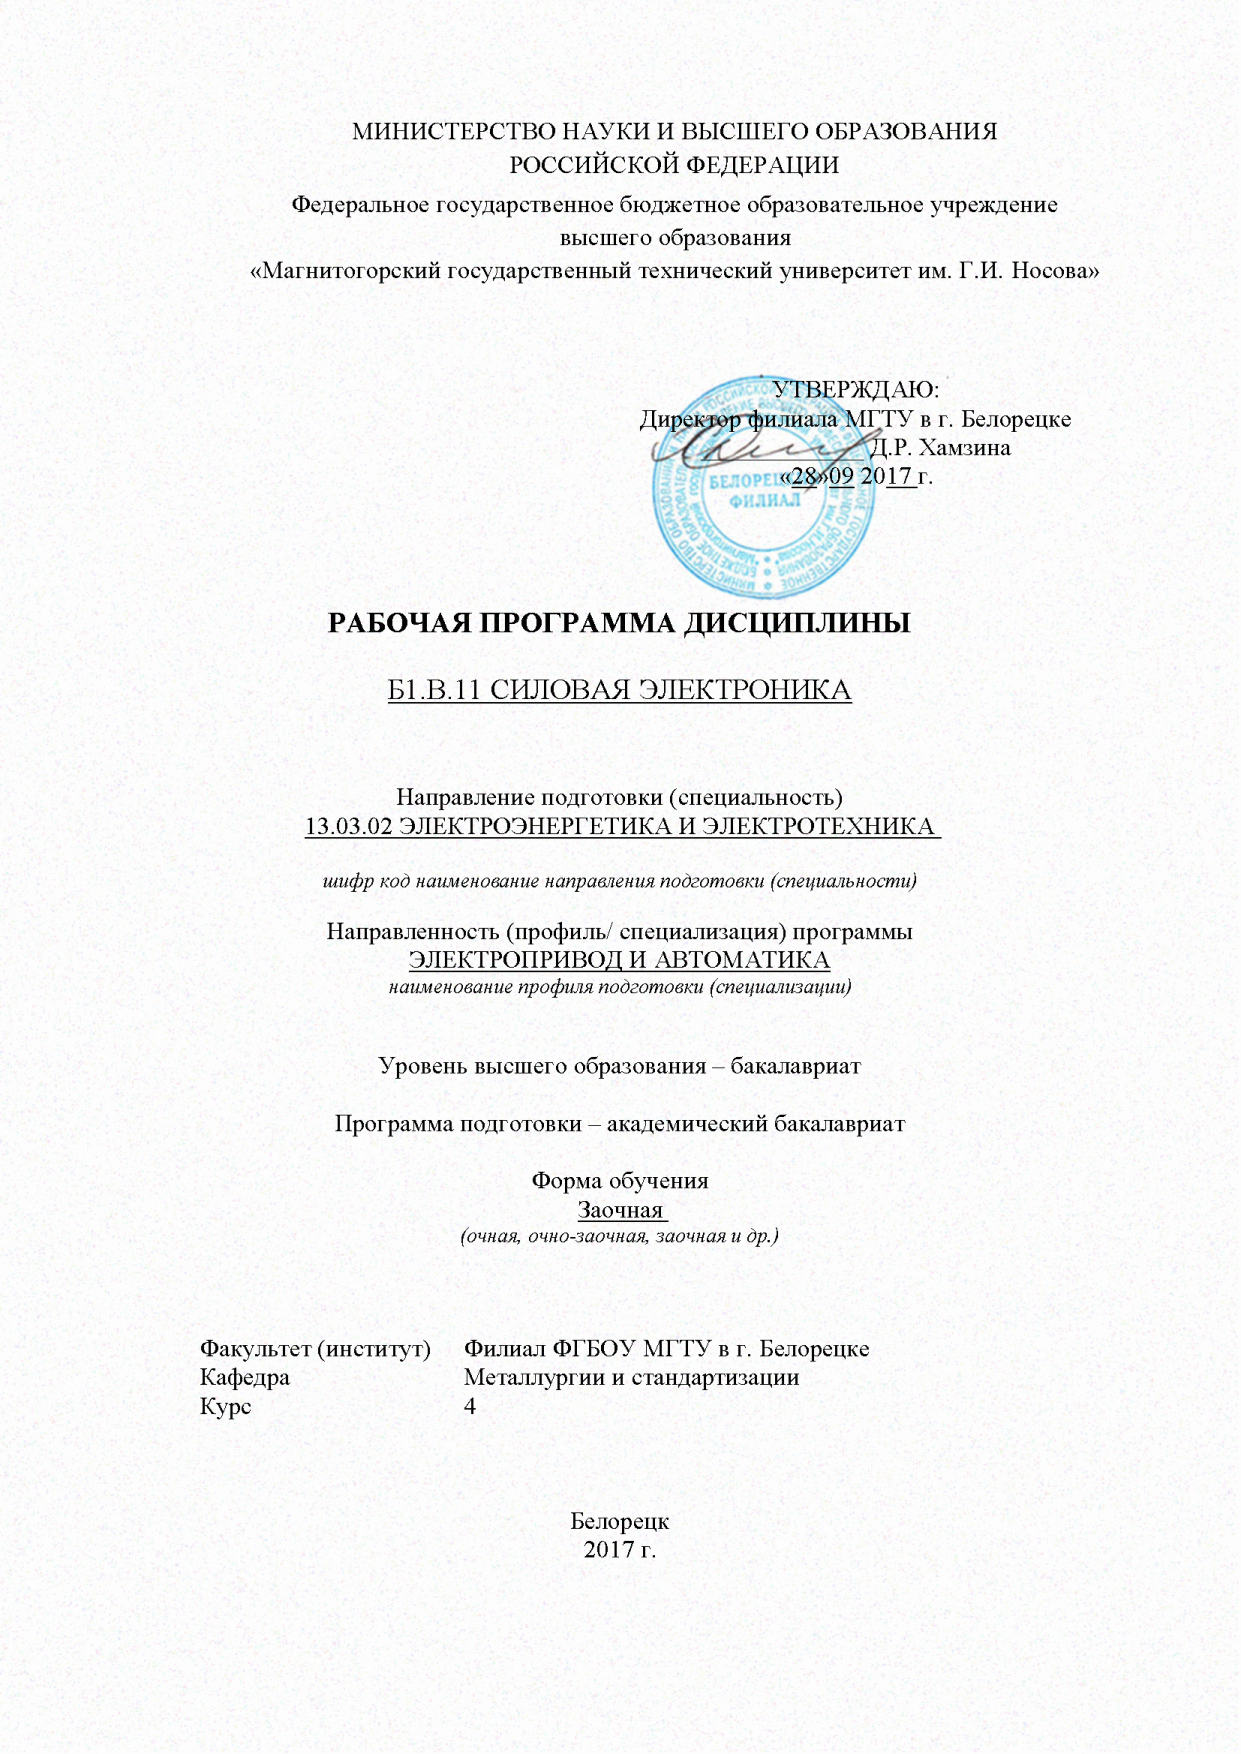 МИНИСТЕРСТВО НАУКИ И ВЫСШЕГО ОБРАЗОВАНИЯ
РОССИЙСКОЙ ФЕДЕРАЦИИ
Федеральное государственное бюджетное образовательное учреждение
высшего образования
«Магнитогорский государственный технический университет им. Г.И. Носова»
УТВЕРЖДАЮ:
Директор филиала МГТУ в г. Белорецке
Д.Р. Хамзина
«28»09 2017 г.
БЕЛОРЕЦ
ФИЛИАЛ
РАБОЧАЯ ПРОГРАММА ДИСЦИПЛИНЫ
Б1.В.11 СИЛОВАЯ ЭЛЕКТРОНИКА
Направление подготовки (специальность)
13.03.02 ЭЛЕКТРОЭНЕРГЕТИКА И ЭЛЕКТРОТЕХНИКА
шифр код наименование направления подготовки (специальности)
Направленность (профиль/ специализация) программы
ЭЛЕКТРОПРИВОД И АВТОМАТИКА
наименование профиля подготовки (специализации)
Уровень высшего образования – бакалавриат
Программа подготовки – академический бакалавриат
Форма обучения
Заочная
(очная, очно-заочная, заочная и др.)
Факультет (институт) Филиал ФГБОУ МГТУ в г. Белорецке
Кафедра Металлургии и стандартизации
Курс 4
Белорецк
2017 г.